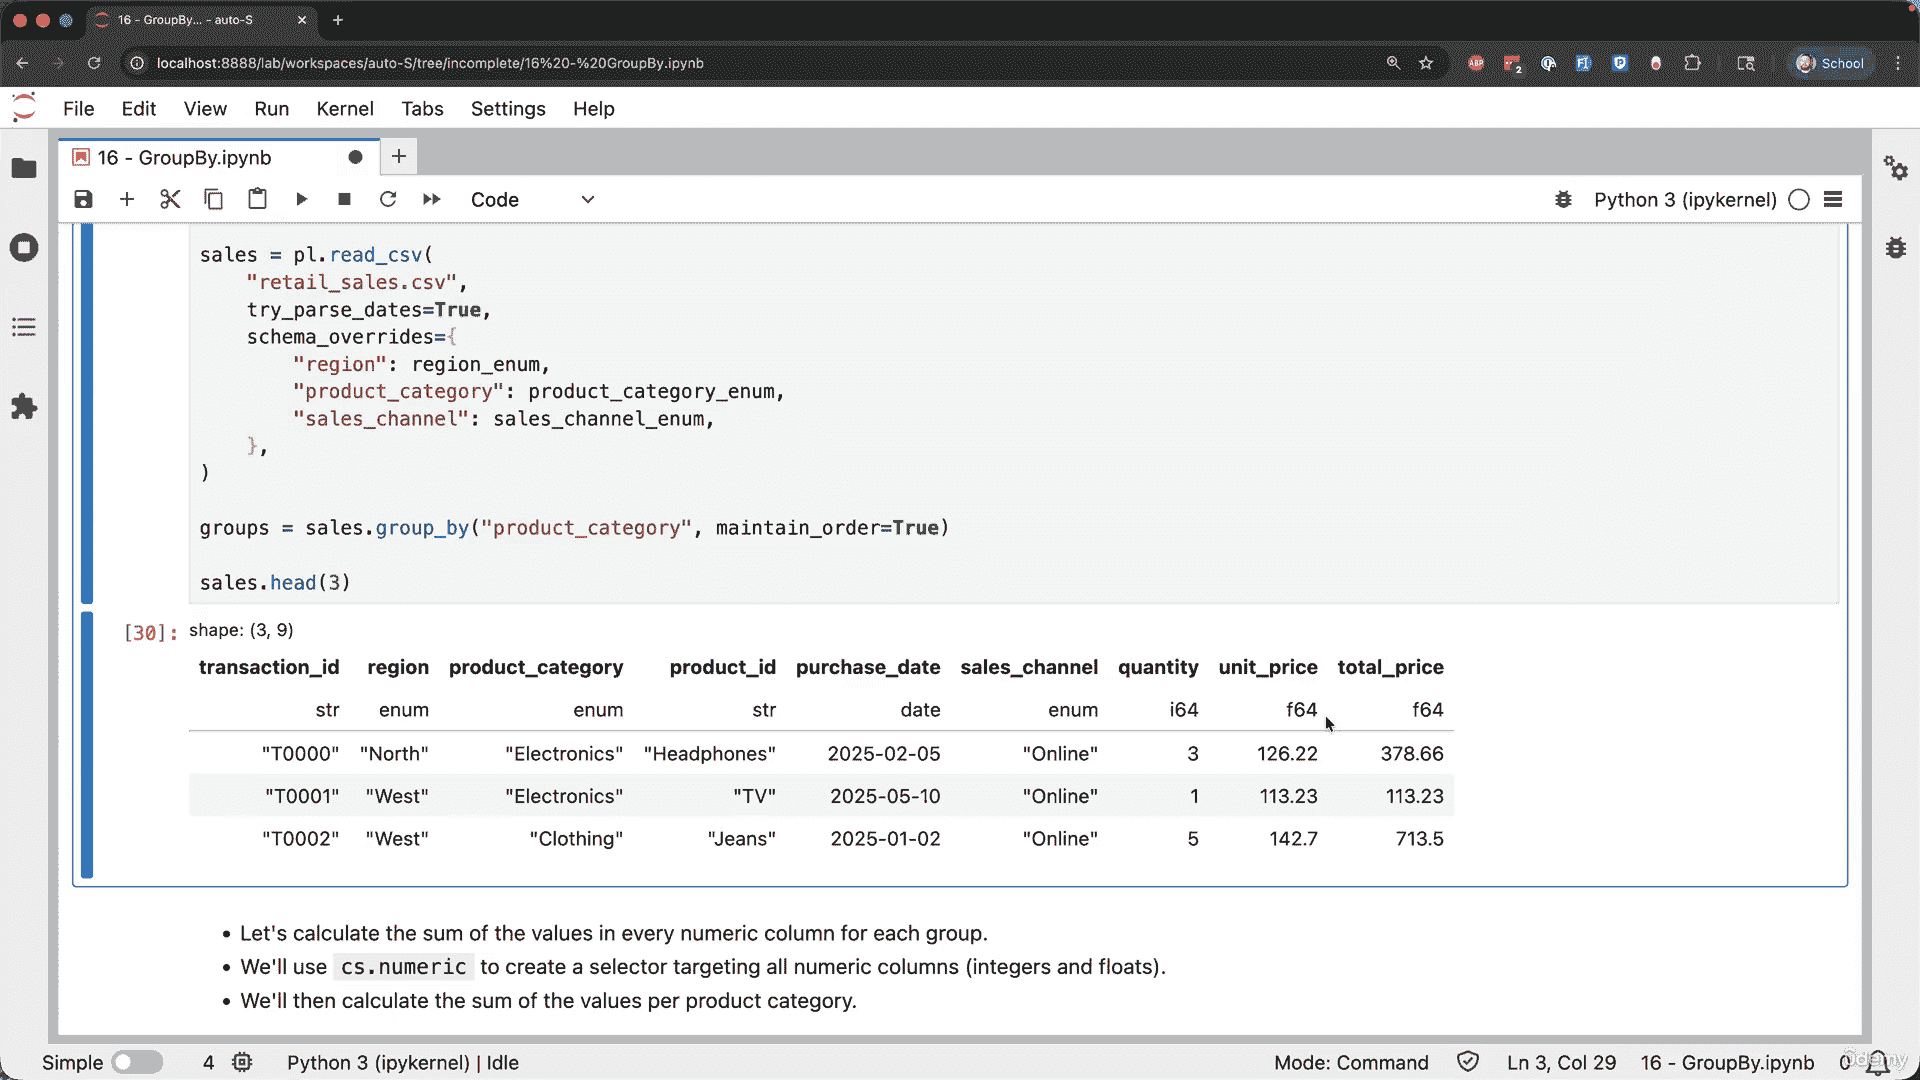 16 - GroupBy... - auto-S
localhost:8888/lab/workspaces/auto-S/tree/incomplete/16%20-%20GroupBy.ipynb
ABP
2
School
File Edit View Run Kernel Tabs Settings Help
16 - GroupBy.ipynb
Code
Python 3 (ipykernel)
sales = pl.read_csv(
"retail_sales.csv",
try_parse_dates=True,
schema_overrides={
"region": region_enum,
"product_category": product_category_enum,
"sales_channel": sales_channel_enum,
},
)
groups = sales.group_by("product_category", maintain_order=True)
sales.head(3)
[30]: shape: (3, 9)
transaction_id region product_category product_id purchase_date sales_channel quantity unit_price total_price
str enum enum str date enum i64 f64 f64
"T0000" "North" "Electronics" "Headphones" 2025-02-05 "Online" 3 126.22 378.66
"T0001" "West" "Electronics" "TV" 2025-05-10 "Online" 1 113.23 113.23
"T0002" "West" "Clothing" "Jeans" 2025-01-02 "Online" 5 142.7 713.5
• Let's calculate the sum of the values in every numeric column for each group.
• We'll use cs.numeric to create a selector targeting all numeric columns (integers and floats).
• We'll then calculate the sum of the values per product category.
Simple 4 Python 3 (ipykernel) | Idle Mode: Command Ln 3, Col 29 16 - GroupBy.ipynb 0
Udemy